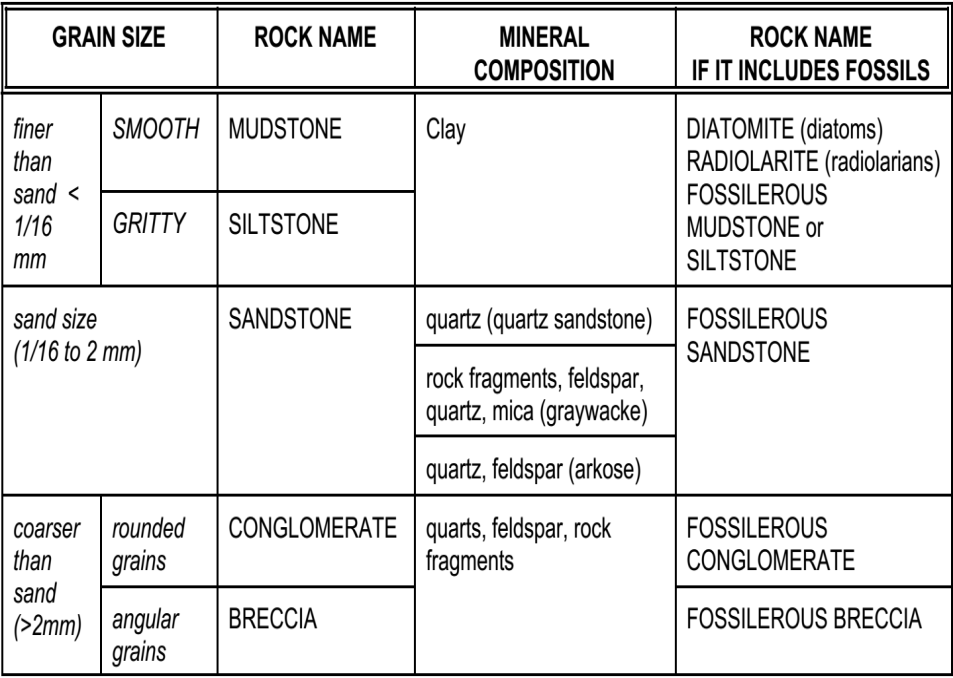 GRAIN SIZE
ROCK NAME
MINERAL
COMPOSITION
ROCK NAME
IF IT INCLUDES FOSSILS
finer
than
sand <
1/16
mm
SMOOTH
MUDSTONE
Clay
DIATOMITE (diatoms)
RADIOLARITE (radiolarians)
FOSSILEROUS
MUDSTONE or
SILTSTONE
GRITTY
SILTSTONE
sand size
(1/16 to 2 mm)
SANDSTONE
quartz (quartz sandstone)
rock fragments, feldspar,
quartz, mica (graywacke)
quartz, feldspar (arkose)
FOSSILEROUS
SANDSTONE
coarser
than
sand
(>2mm)
rounded
grains
CONGLOMERATE
quarts, feldspar, rock
fragments
FOSSILEROUS
CONGLOMERATE
angular
grains
BRECCIA
FOSSILEROUS BRECCIA